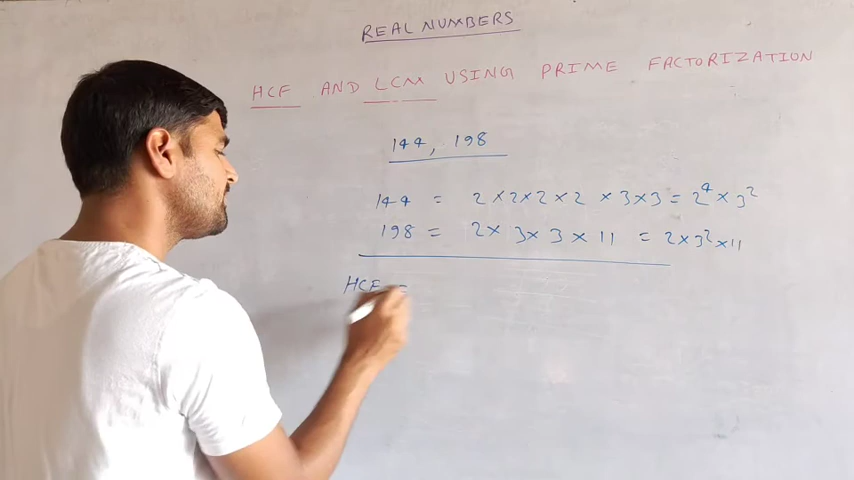 REAL NUMBERS
HCF AND LCM USING PRIME FACTORIZATION
144, 198
144 = 2×2×2×2×3×3 = 2⁴×3²
198 = 2×3×3×11 = 2×3²×11
HCF =